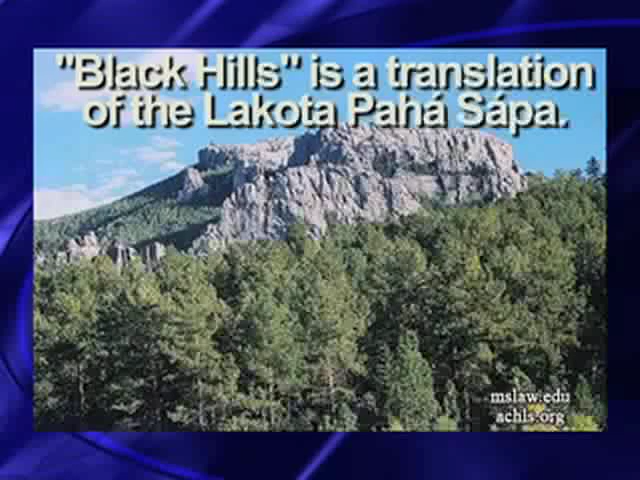 "Black Hills" is a translation
of the Lakota Pahá Sápa.
mslaw.edu
achls.org